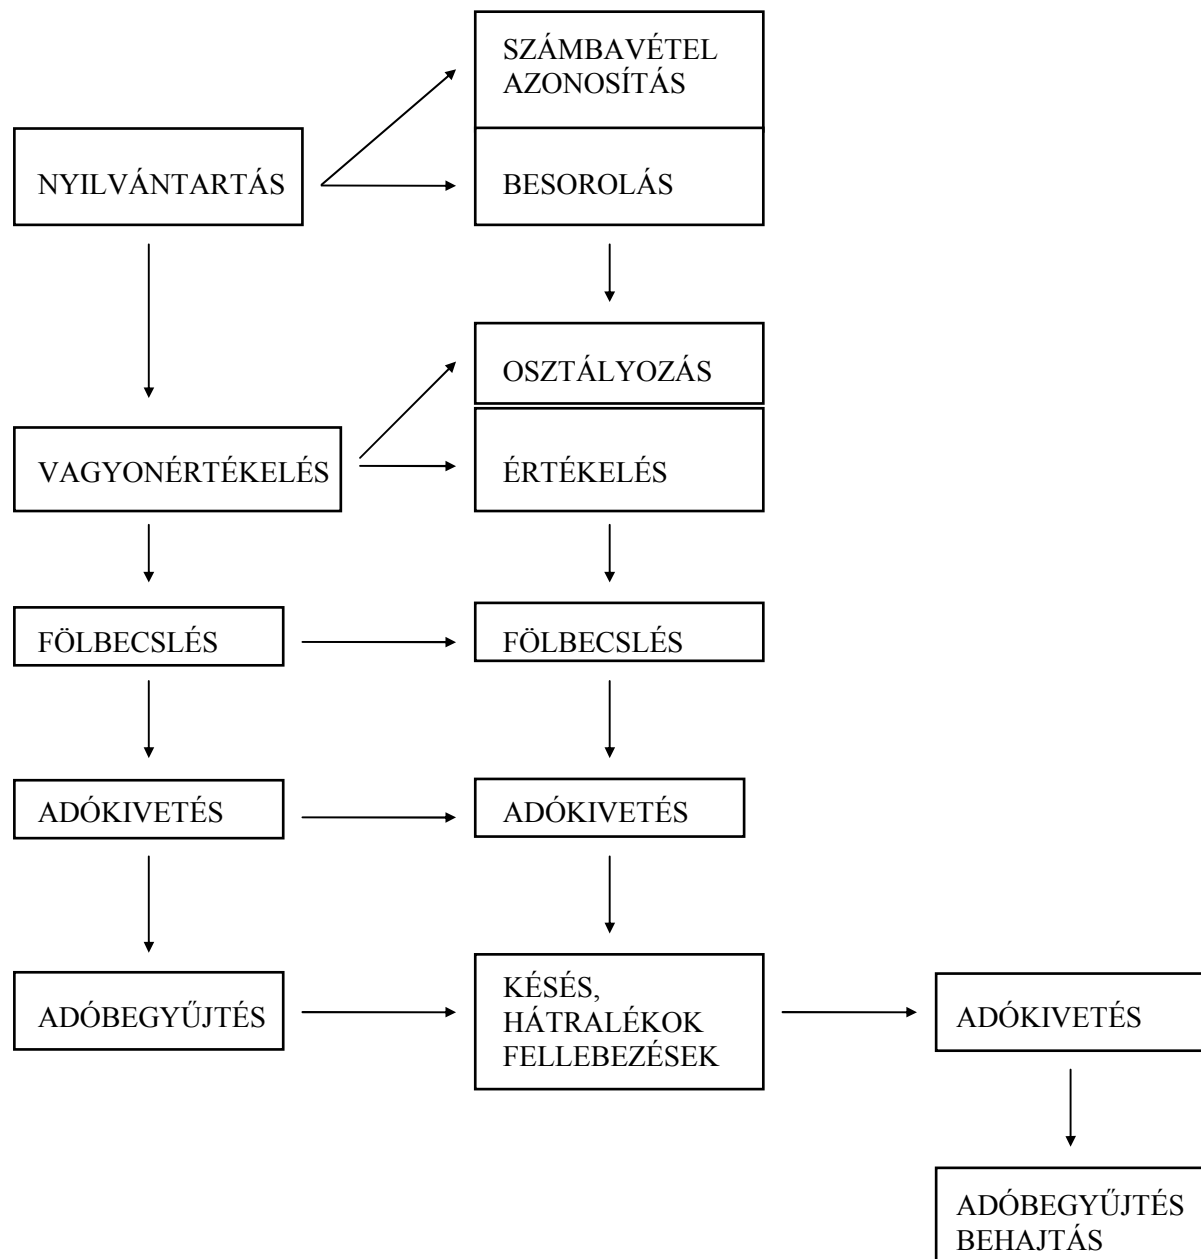 SZÁMBAVÉTEL
AZONOSÍTÁS
NYILVÁNTARTÁS
BESOROLÁS
OSZTÁLYOZÁS
VAGYONÉRTÉKELÉS
ÉRTÉKELÉS
FÖLBECSLÉS
FÖLBECSLÉS
ADÓKIVETÉS
ADÓKIVETÉS
ADÓBEGYŰJTÉS
KÉSÉS,
HÁTRALÉKOK
FELLEBEZÉSEK
ADÓKIVETÉS
ADÓBEGYŰJTÉS
BEHAJTÁS